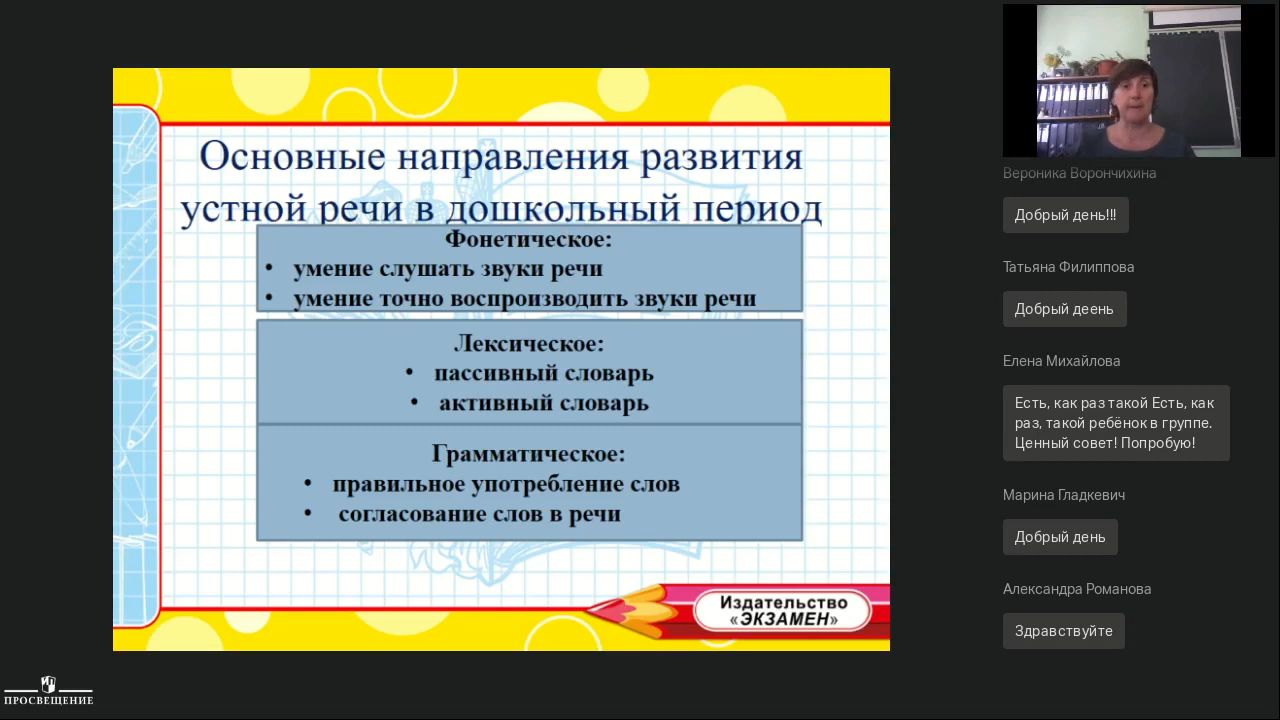 Основные направления развития
устной речи в дошкольный период
Фонетическое:
• умение слушать звуки речи
• умение точно воспроизводить звуки речи
Лексическое:
• пассивный словарь
• активный словарь
Грамматическое:
• правильное употребление слов
• согласование слов в речи
Издательство
«ЭКЗАМЕН»
ПРОСВЕЩЕНИЕ
Вероника Ворончихина
Добрый день!!!
Татьяна Филиппова
Добрый деень
Елена Михайлова
Есть, как раз такой Есть, как
раз, такой ребёнок в группе.
Ценный совет! Попробую!
Марина Гладкевич
Добрый день
Александра Романова
Здравствуйте